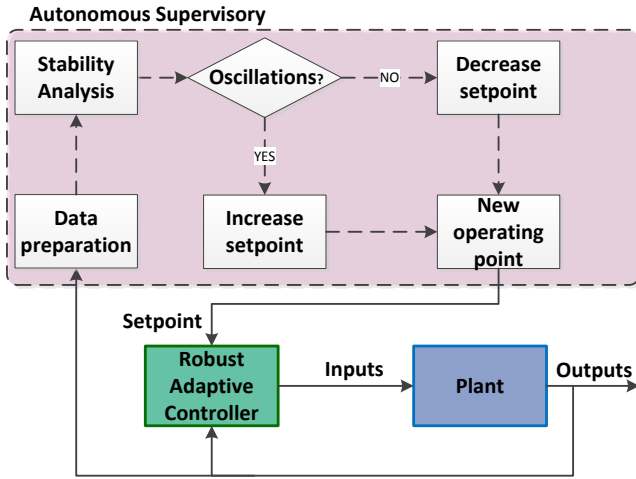 Autonomous Supervisory
Stability
Analysis
Oscillations?
NO
Decrease
setpoint
YES
Data
preparation
Increase
setpoint
New
operating
point
Setpoint
Robust
Adaptive
Controller
Inputs
Plant
Outputs